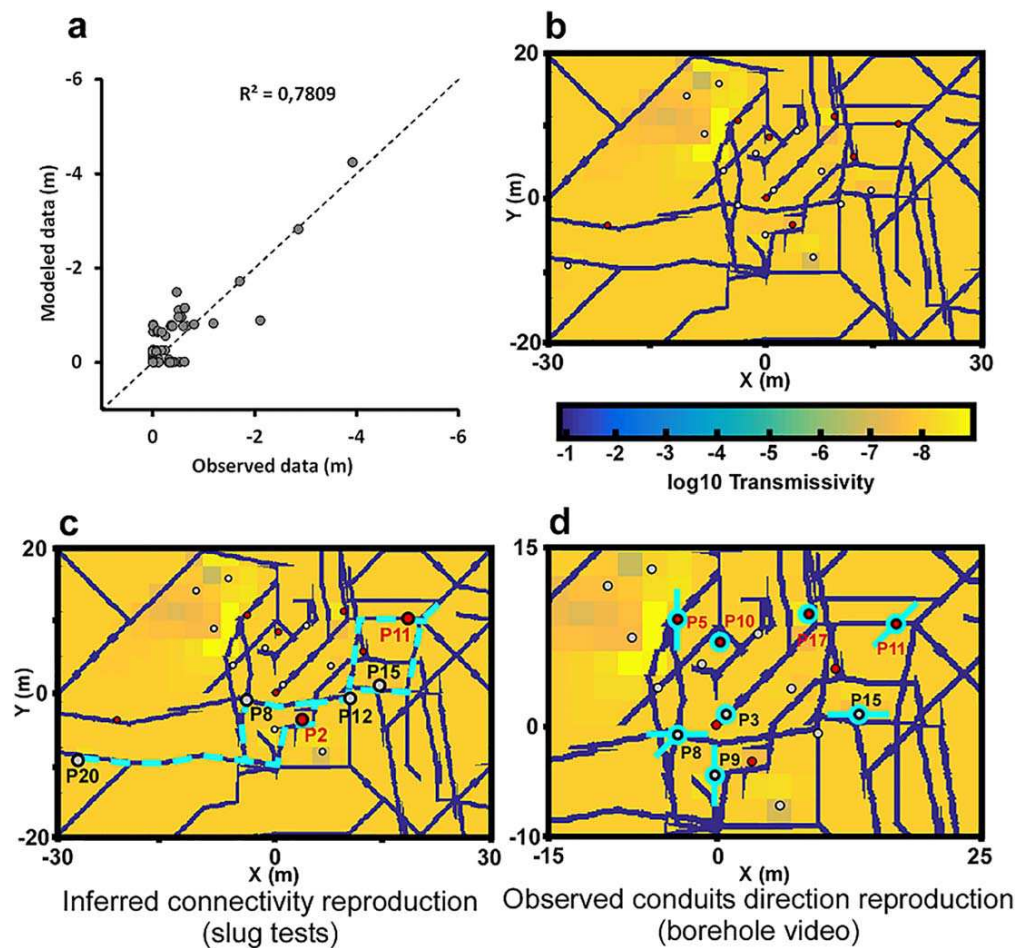 a
R² = 0,7809
-6
-4
-2
0
Modeled data (m)
0
-2
-4
-6
Observed data (m)
b
20
0
-20
Y (m)
-30
0
30
X (m)
-1 -2 -3 -4 -5 -6 -7 -8
log10 Transmissivity
c
20
0
-20
Y (m)
P11
P15
P8
P12
P2
P20
-30
0
30
X (m)
Inferred connectivity reproduction
(slug tests)
d
15
0
-10
P5
P10
P17
P11
P3
P15
P8
P9
-15
0
25
X (m)
Observed conduits direction reproduction
(borehole video)